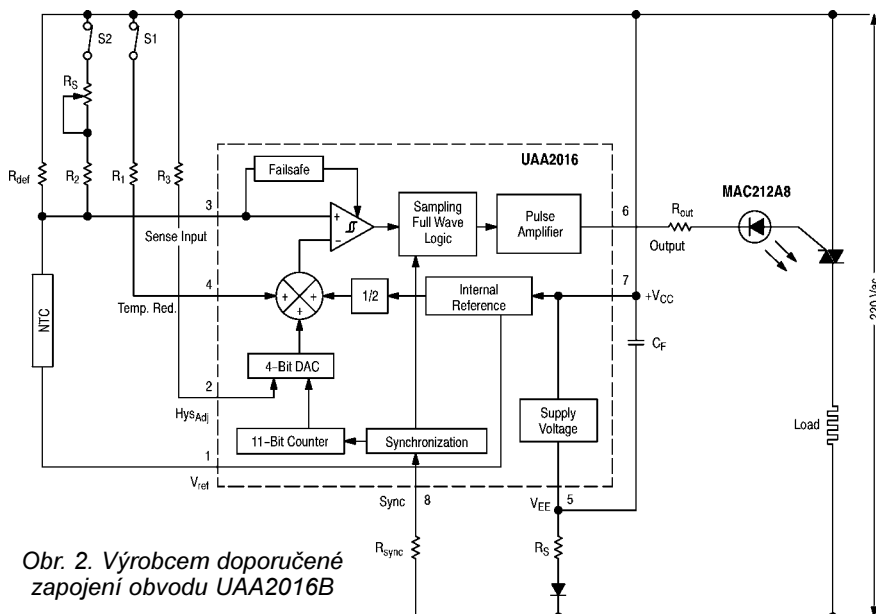 S2
S1
RS
Rdef
R2
R1
R3
UAA2016
Failsafe
MAC212A8
3
+
–
Sampling
Full Wave
Logic
Pulse
Amplifier
6
Rout
Sense Input
Output
4
+
+
+
1/2
Internal
Reference
7
+VCC
220 Vac
Temp. Red.
NTC
CF
4–Bit DAC
2
HysAdj
Supply
Voltage
Load
11–Bit Counter
Synchronization
1
Vref
Sync
8
VEE
5
Rsync
RS
Obr. 2. Výrobcem doporučené
zapojení obvodu UAA2016B